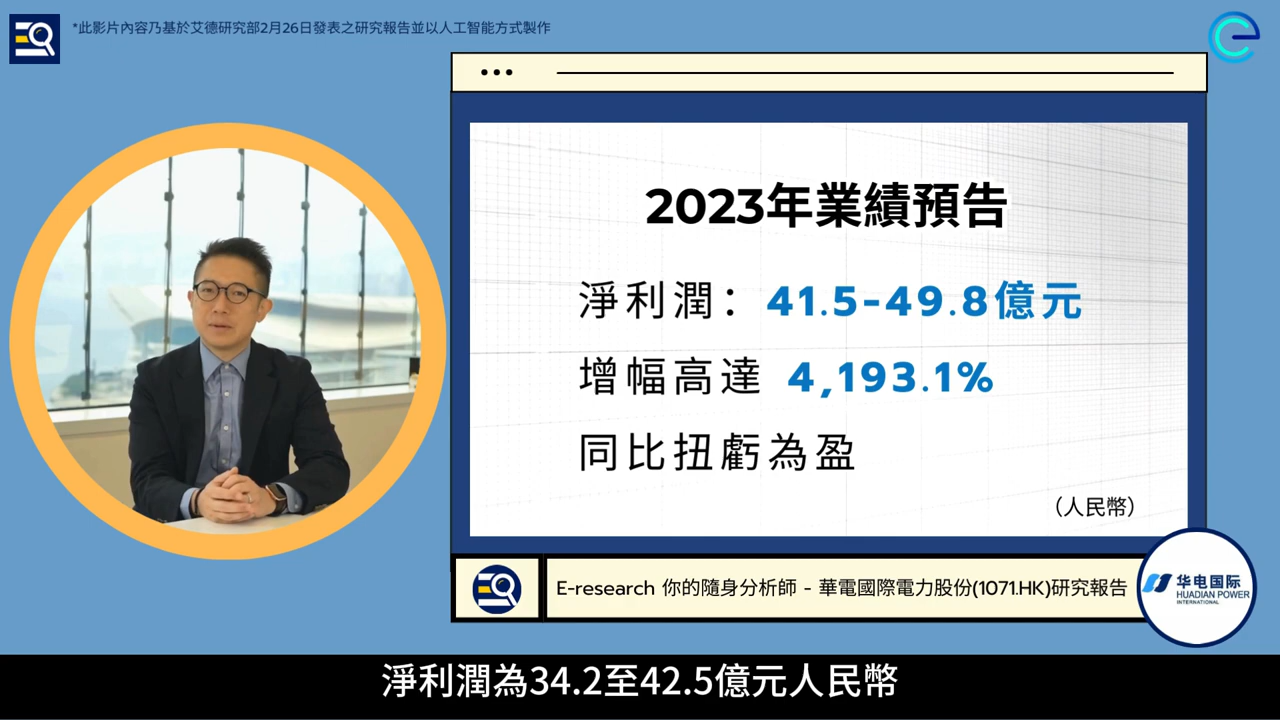 *此影片內容乃基於艾德研究部2月26日發表之研究報告並以人工智能方式製作
2023年業績預告
淨利潤：41.5-49.8億元
增幅高達 4,193.1%
同比扭虧為盈
（人民幣）
E-research 你的隨身分析師 - 華電國際電力股份(1071.HK)研究報告
华电国际
HUADIAN POWER
INTERNATIONAL
淨利潤為34.2至42.5億元人民幣